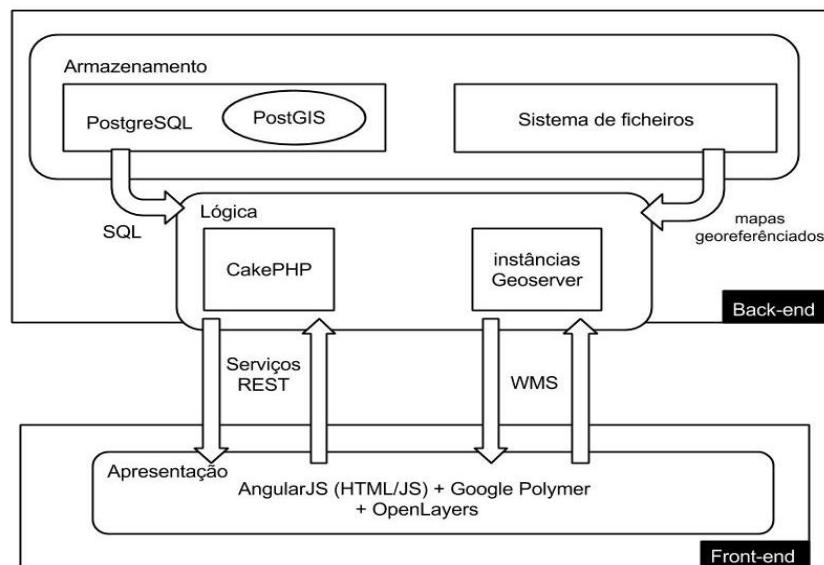 Armazenamento
PostgreSQL
PostGIS
Sistema de ficheiros
SQL
Lógica
mapas
georeferênciados
CakePHP
instâncias
Geoserver
Back-end
Serviços
REST
WMS
Apresentação
AngularJS (HTML/JS) + Google Polymer
+ OpenLayers
Front-end